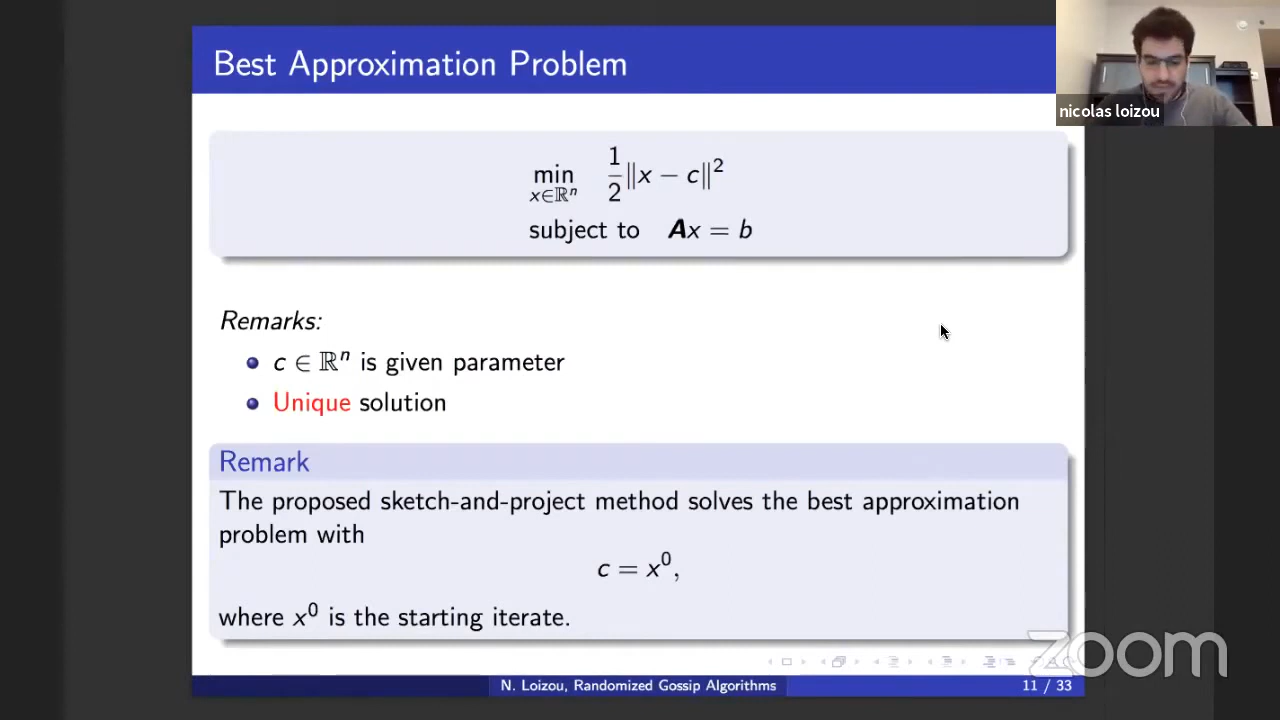 Best Approximation Problem
nicolas loizou
min x∈ℝⁿ ½‖x − c‖²
subject to Ax = b
Remarks:
c ∈ ℝⁿ is given parameter
Unique solution
Remark
The proposed sketch-and-project method solves the best approximation
problem with
c = x⁰,
where x⁰ is the starting iterate.
zoom
N. Loizou, Randomized Gossip Algorithms
11 / 33